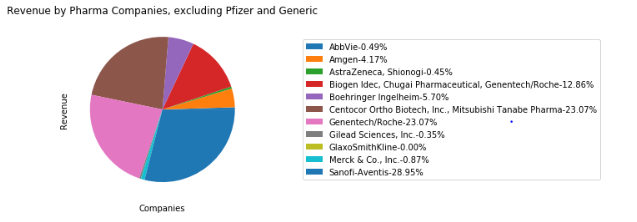 Revenue by Pharma Companies, excluding Pfizer and Generic
Revenue
Companies
AbbVie-0.49%
Amgen-4.17%
AstraZeneca, Shionogi-0.45%
Biogen Idec, Chugai Pharmaceutical, Genentech/Roche-12.86%
Boehringer Ingelheim-5.70%
Centocor Ortho Biotech, Inc., Mitsubishi Tanabe Pharma-23.07%
Genentech/Roche-23.07%
Gilead Sciences, Inc.-0.35%
GlaxoSmithKline-0.00%
Merck & Co., Inc.-0.87%
Sanofi-Aventis-28.95%